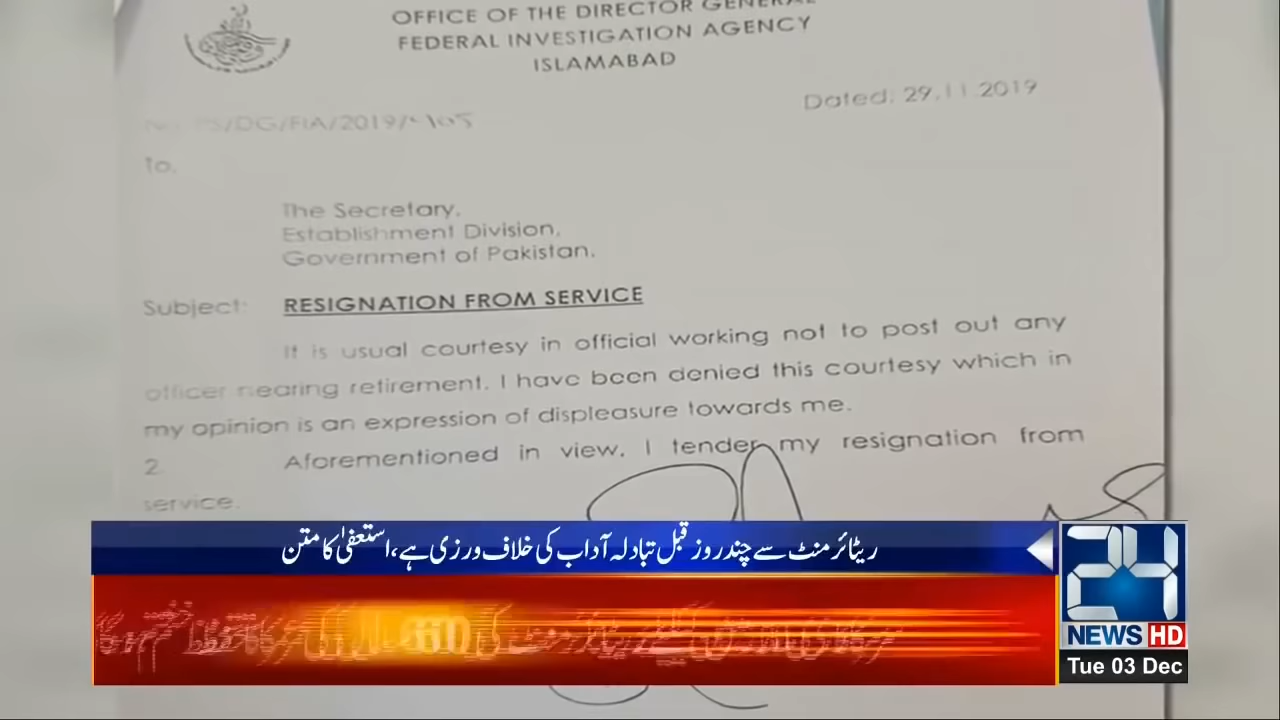 OFFICE OF THE DIRECTOR GENERAL
FEDERAL INVESTIGATION AGENCY
ISLAMABAD
Dated: 29.11.2019
/DG/FIA/2019/
To,
The Secretary,
Establishment Division,
Government of Pakistan.
Subject: RESIGNATION FROM SERVICE
It is usual courtesy in official working not to post out any
officer nearing retirement. I have been denied this courtesy which in
my opinion is an expression of displeasure towards me.
2. Aforementioned in view, I tender my resignation from
service.
ریٹائرمنٹ سے چند روز قبل تبادلہ آداب کی خلاف ورزی ہے، استعفیٰ کا متن
24
NEWS HD
Tue 03 Dec